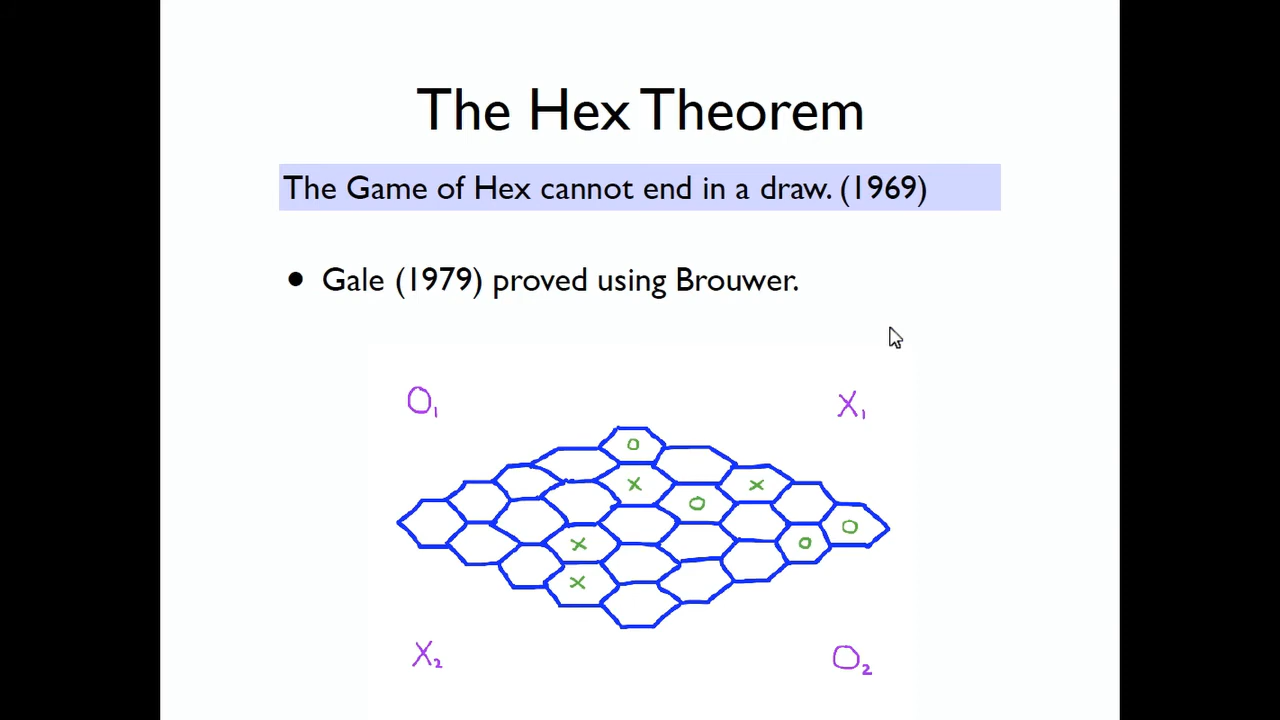 The Hex Theorem
The Game of Hex cannot end in a draw. (1969)
• Gale (1979) proved using Brouwer.
O₁ X₁
O
X X
O
O
X O
X
X₂ O₂